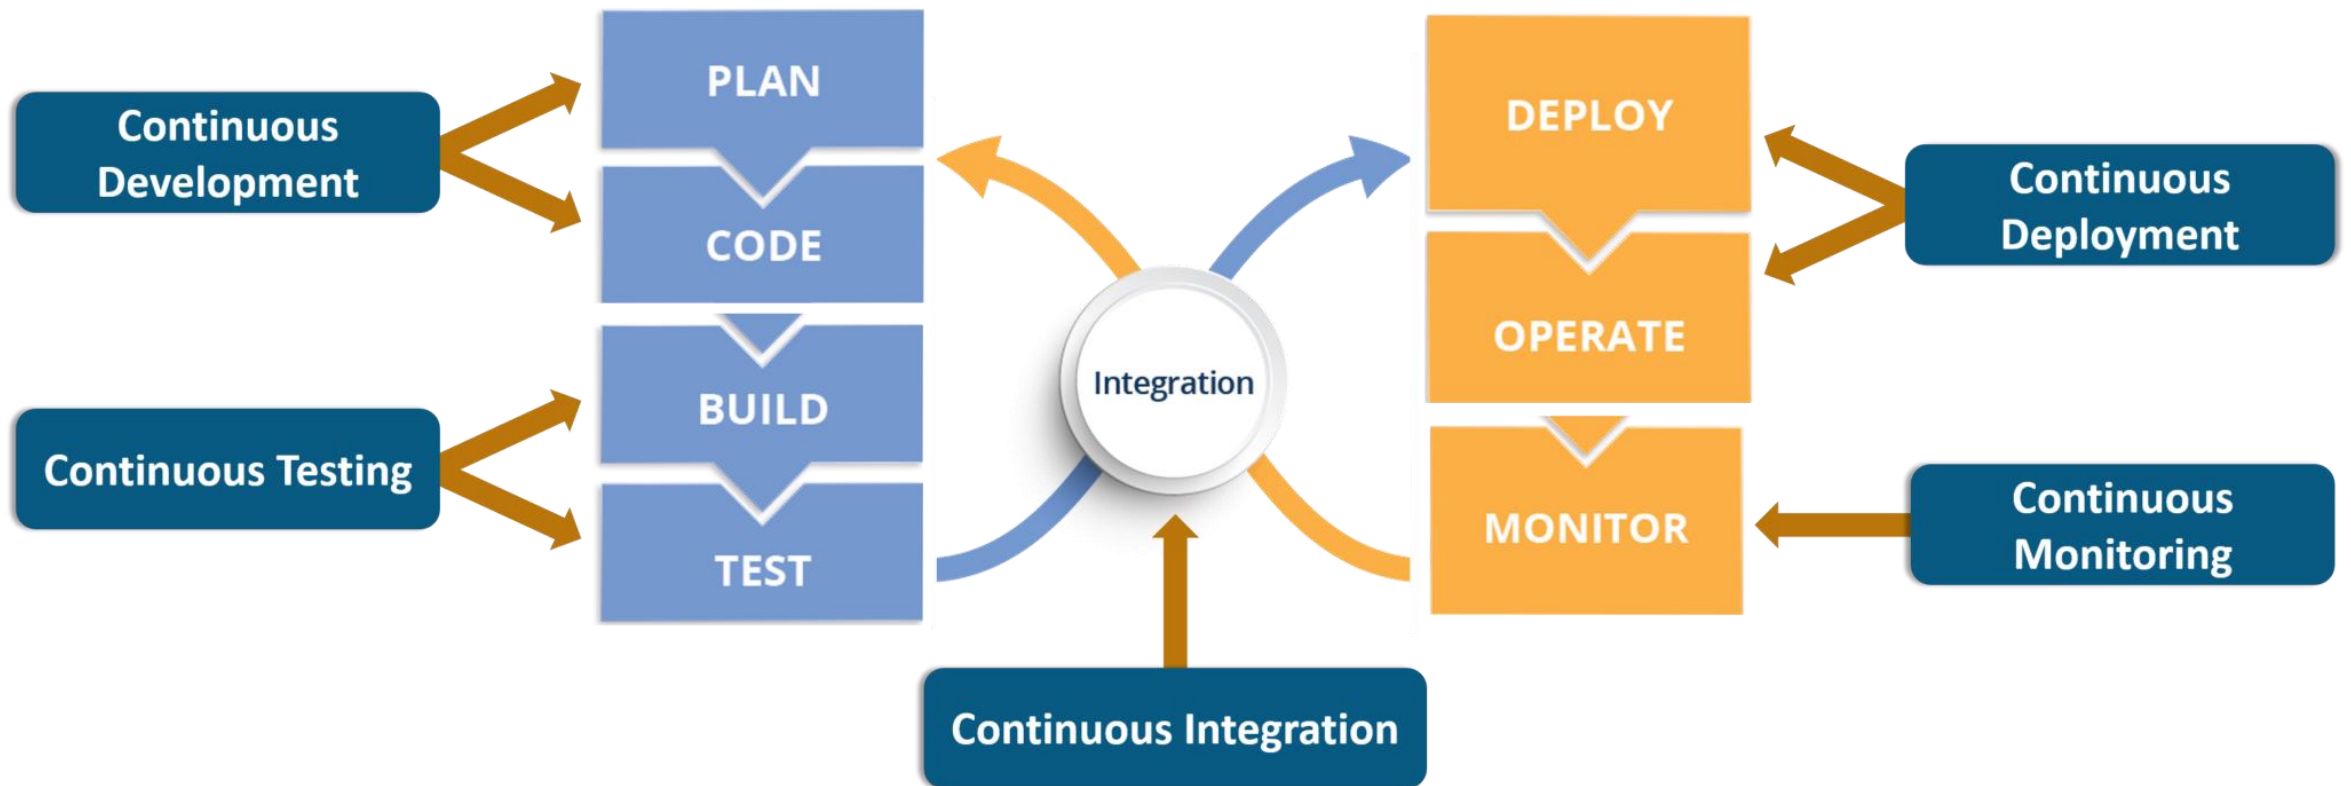 Continuous
Development
Continuous Testing
PLAN
CODE
BUILD
TEST
Integration
Continuous Integration
DEPLOY
OPERATE
MONITOR
Continuous
Deployment
Continuous
Monitoring